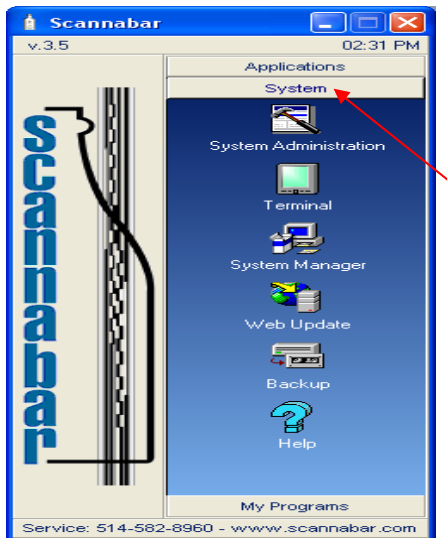 Scannabar
v.3.5 02:31 PM
Applications
System
scannabar
System Administration
Terminal
System Manager
Web Update
Backup
Help
My Programs
Service: 514-582-8960 - www.scannabar.com